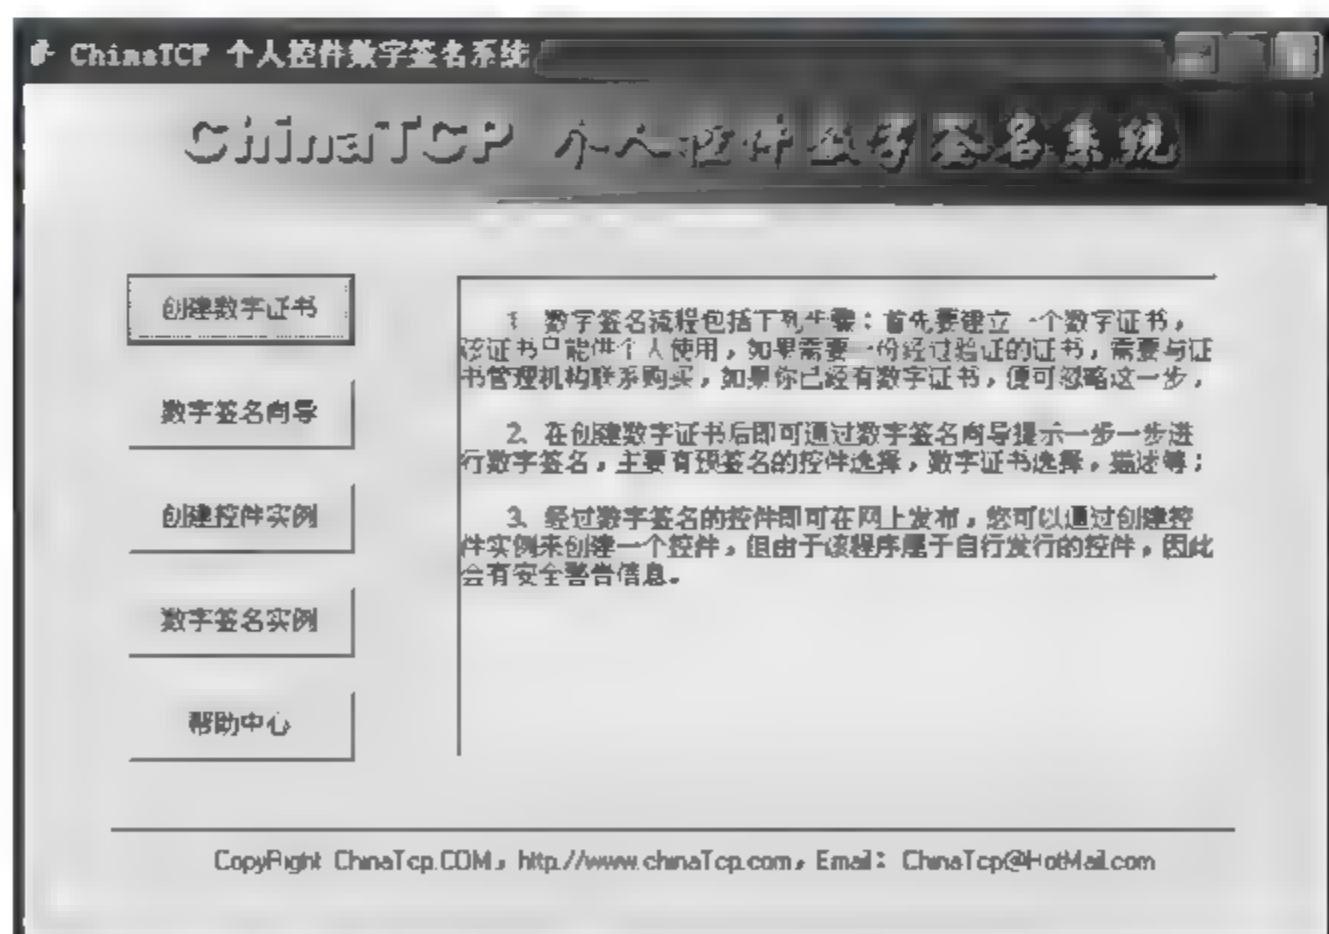 ChinaTCP 个人控件数字签名系统
ChinaTCP 个人控件数字签名系统
创建数字证书
数字签名向导
创建控件实例
数字签名实例
帮助中心
1、数字签名流程包括下列步骤：首先要建立一个数字证书，
该证书只能供个人使用，如果需要一份经过验证的证书，需要与证
书管理机构联系购买，如果你已经有数字证书，便可忽略这一步，
2、在创建数字证书后即可通过数字签名向导提示一步一步进
行数字签名，主要有预签名的控件选择，数字证书选择，描述等；
3、经过数字签名的控件即可在网上发布，您可以通过创建控
件实例来创建一个控件，但由于该程序属于自行发行的控件，因此
会有安全警告信息。
CopyRight ChinaTcp.COM，http://www.chinaTcp.com，Email：ChinaTcp@HotMail.com